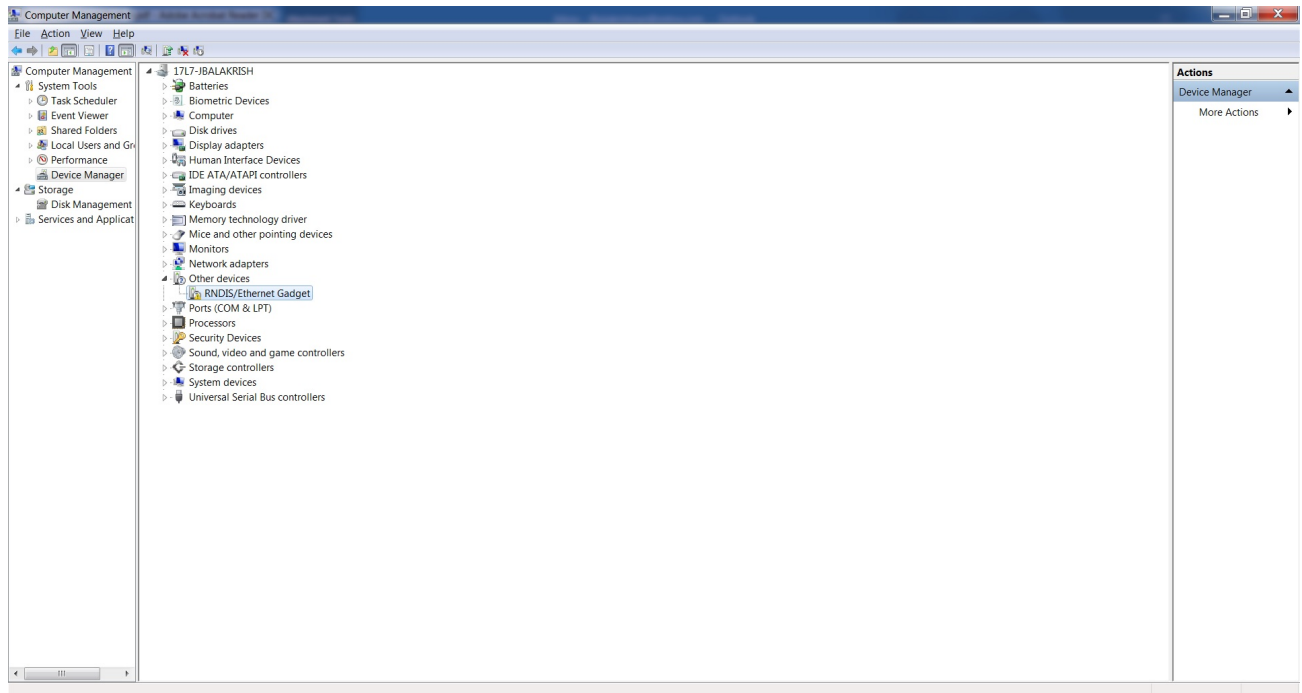 Computer Management
File Action View Help
Computer Management
System Tools
Task Scheduler
Event Viewer
Shared Folders
Local Users and Gr
Performance
Device Manager
Storage
Disk Management
Services and Applicat
17L7-JBALAKRISH
Batteries
Biometric Devices
Computer
Disk drives
Display adapters
Human Interface Devices
IDE ATA/ATAPI controllers
Imaging devices
Keyboards
Memory technology driver
Mice and other pointing devices
Monitors
Network adapters
Other devices
RNDIS/Ethernet Gadget
Ports (COM & LPT)
Processors
Security Devices
Sound, video and game controllers
Storage controllers
System devices
Universal Serial Bus controllers
Actions
Device Manager
More Actions